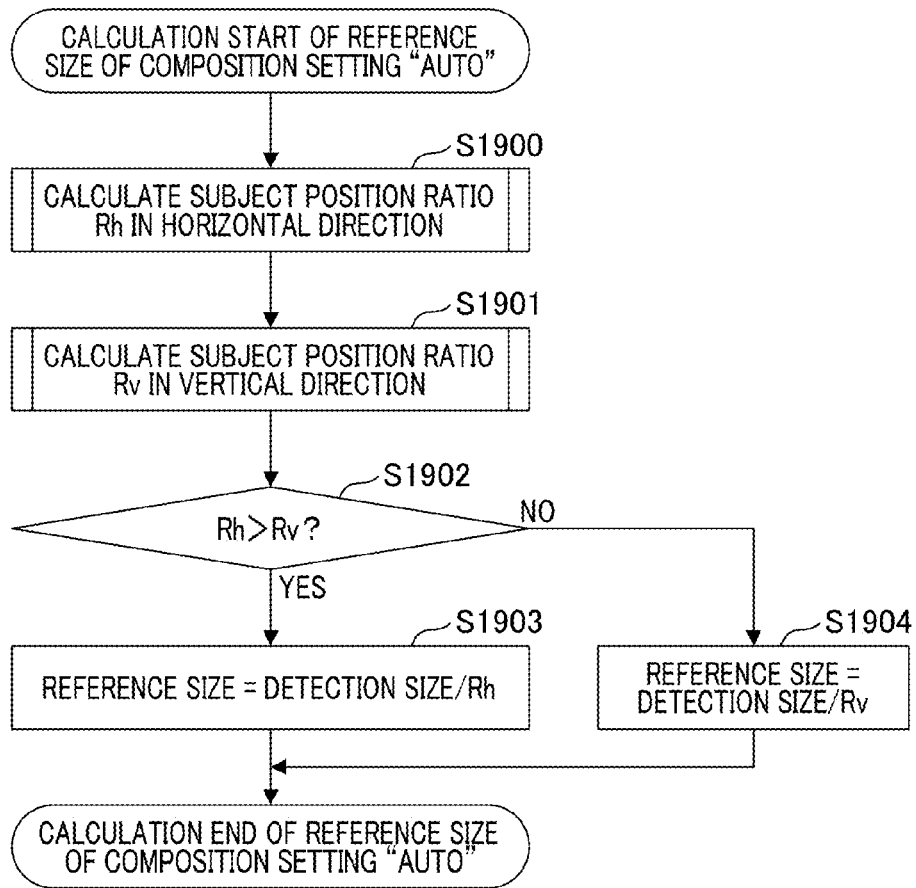 CALCULATION START OF REFERENCE
SIZE OF COMPOSITION SETTING “AUTO”
S1900
CALCULATE SUBJECT POSITION RATIO
Rh IN HORIZONTAL DIRECTION
S1901
CALCULATE SUBJECT POSITION RATIO
Rv IN VERTICAL DIRECTION
S1902
Rh>Rv?
NO
YES
S1903
REFERENCE SIZE = DETECTION SIZE/Rh
S1904
REFERENCE SIZE =
DETECTION SIZE/Rv
CALCULATION END OF REFERENCE SIZE
OF COMPOSITION SETTING “AUTO”